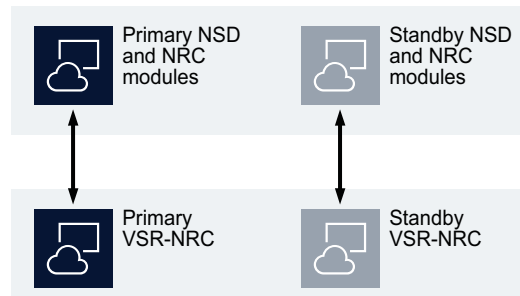 Primary NSD
and NRC
modules
Standby NSD
and NRC
modules
Primary
VSR-NRC
Standby
VSR-NRC